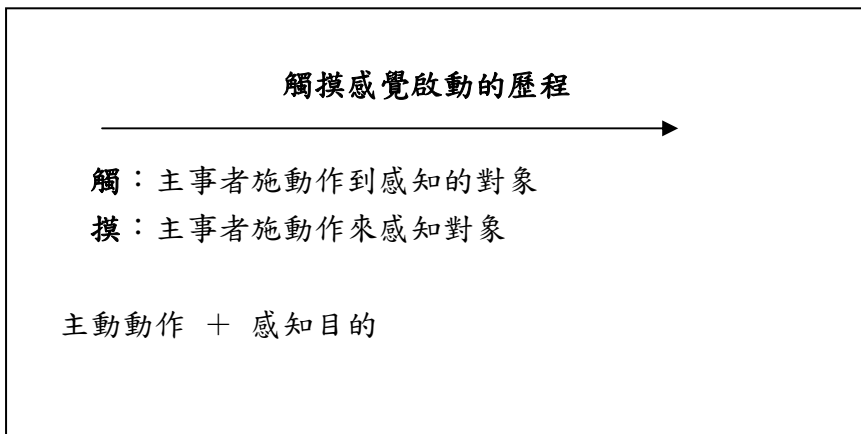 觸摸感覺啟動的歷程
觸：主事者施動作到感知的對象
摸：主事者施動作來感知對象
主動動作 ＋ 感知目的